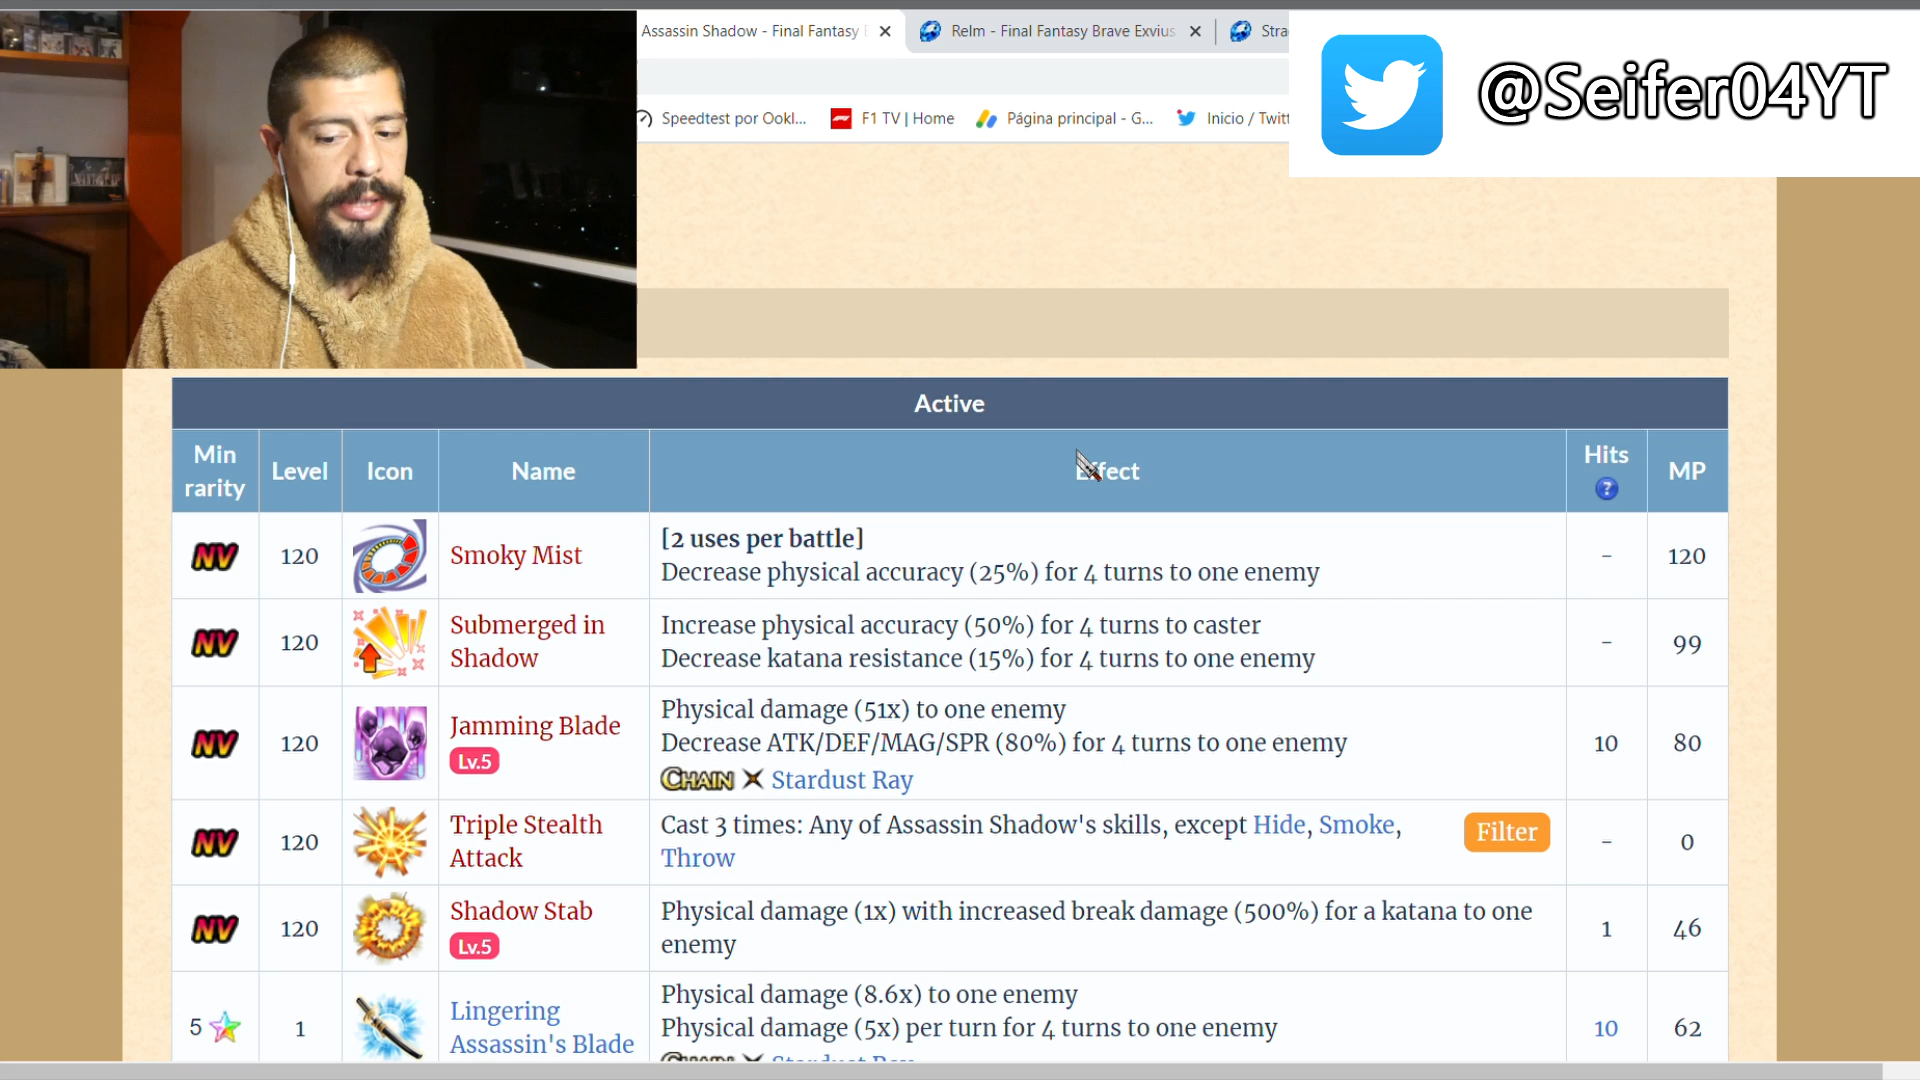 Assassin Shadow - Final Fantasy
Relm - Final Fantasy Brave Exvius
Stra
@Seifer04YT
Speedtest por Ookl...
F1 TV | Home
Página principal - G...
Inicio / Twitt
Active
Min rarity
Level
Icon
Name
Effect
Hits
?
MP
NV
120
Smoky Mist
[2 uses per battle]
Decrease physical accuracy (25%) for 4 turns to one enemy
-
120
NV
120
Submerged in
Shadow
Increase physical accuracy (50%) for 4 turns to caster
Decrease katana resistance (15%) for 4 turns to one enemy
-
99
NV
120
Jamming Blade
Lv.5
Physical damage (51x) to one enemy
Decrease ATK/DEF/MAG/SPR (80%) for 4 turns to one enemy
CHAIN Stardust Ray
10
80
NV
120
Triple Stealth
Attack
Cast 3 times: Any of Assassin Shadow's skills, except Hide, Smoke,
Throw
Filter
-
0
NV
120
Shadow Stab
Lv.5
Physical damage (1x) with increased break damage (500%) for a katana to one
enemy
1
46
5
1
Lingering
Assassin's Blade
Physical damage (8.6x) to one enemy
Physical damage (5x) per turn for 4 turns to one enemy
CHAIN Stardust Ray
10
62